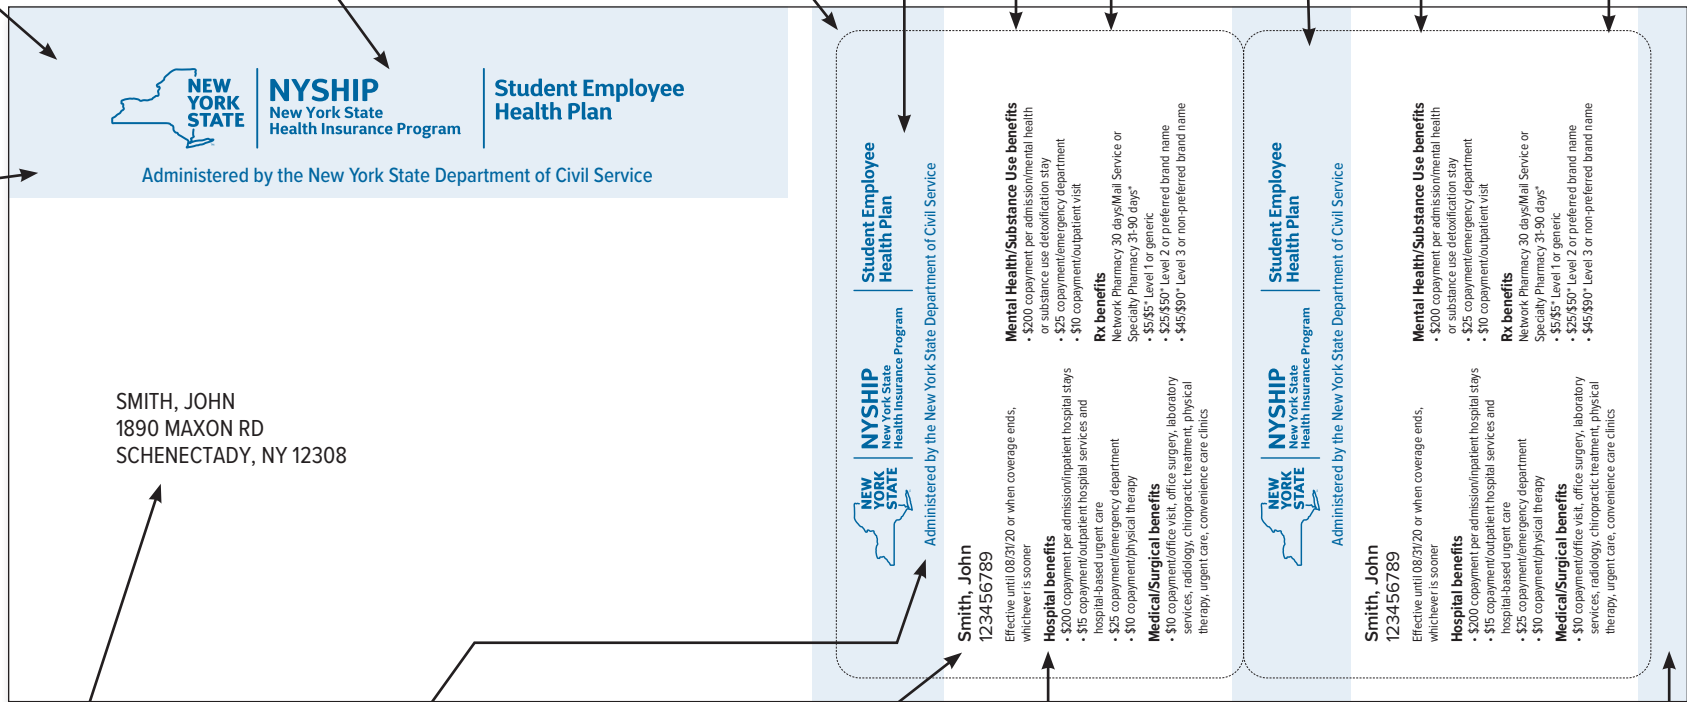 NEW
YORK
STATE
NYSHIP
New York State
Health Insurance Program
Student Employee
Health Plan
Administered by the New York State Department of Civil Service
SMITH, JOHN
1890 MAXON RD
SCHENECTADY, NY 12308
NEW
YORK
STATE
NYSHIP
New York State
Health Insurance Program
Student Employee
Health Plan
Administered by the New York State Department of Civil Service
Smith, John
123456789
Effective until 08/31/20 or when coverage ends,
whichever is sooner
Hospital benefits
• $200 copayment per admission/inpatient hospital stays
• $15 copayment/outpatient hospital services and
hospital-based urgent care
• $25 copayment/emergency department
• $10 copayment/physical therapy
Medical/Surgical benefits
• $10 copayment/office visit, office surgery, laboratory
services, radiology, chiropractic treatment, physical
therapy, urgent care, convenience care clinics
Mental Health/Substance Use benefits
• $200 copayment per admission/mental health
or substance use detoxification stay
• $25 copayment/emergency department
• $10 copayment/outpatient visit
Rx benefits
Network Pharmacy 30 days/Mail Service or
Specialty Pharmacy 31-90 days*
• $5/$5* Level 1 or generic
• $25/$50* Level 2 or preferred brand name
• $45/$90* Level 3 or non-preferred brand name
NEW
YORK
STATE
NYSHIP
New York State
Health Insurance Program
Student Employee
Health Plan
Administered by the New York State Department of Civil Service
Smith, John
123456789
Effective until 08/31/20 or when coverage ends,
whichever is sooner
Hospital benefits
• $200 copayment per admission/inpatient hospital stays
• $15 copayment/outpatient hospital services and
hospital-based urgent care
• $25 copayment/emergency department
• $10 copayment/physical therapy
Medical/Surgical benefits
• $10 copayment/office visit, office surgery, laboratory
services, radiology, chiropractic treatment, physical
therapy, urgent care, convenience care clinics
Mental Health/Substance Use benefits
• $200 copayment per admission/mental health
or substance use detoxification stay
• $25 copayment/emergency department
• $10 copayment/outpatient visit
Rx benefits
Network Pharmacy 30 days/Mail Service or
Specialty Pharmacy 31-90 days*
• $5/$5* Level 1 or generic
• $25/$50* Level 2 or preferred brand name
• $45/$90* Level 3 or non-preferred brand name